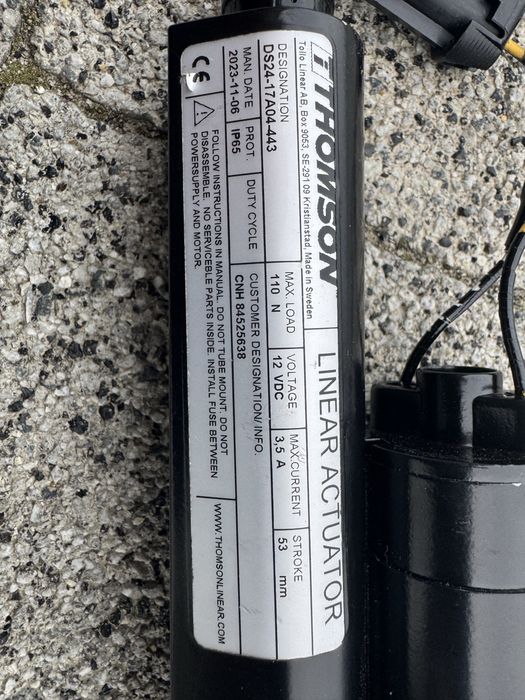 THOMSON LINEAR ACTUATOR
Tollo Linear AB, Box 9053, SE-291 09 Kristianstad, Made in Sweden
DESIGNATION MAX. LOAD VOLTAGE MAX.CURRENT STROKE
DS24-17A04-443 110 N 12 VDC 3,5 A 53 mm
MAN. DATE PROT. DUTY CYCLE CUSTOMER DESIGNATION/ INFO.
2023-11-06 IP65 CNH 84525638
CE FOLLOW INSTRUCTIONS IN MANUAL. DO NOT TUBE MOUNT. DO NOT
DISASSEMBLE. NO SERVICEBLE PARTS INSIDE. INSTALL FUSE BETWEEN
POWERSUPPLY AND MOTOR.
WWW.THOMSONLINEAR.COM